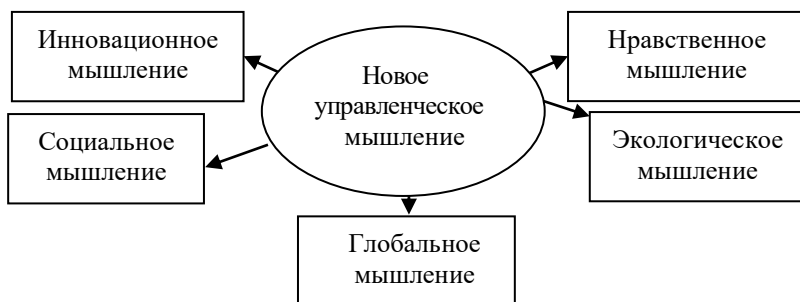 Инновационное
мышление
Новое
управленческое
мышление
Нравственное
мышление
Социальное
мышление
Экологическое
мышление
Глобальное
мышление